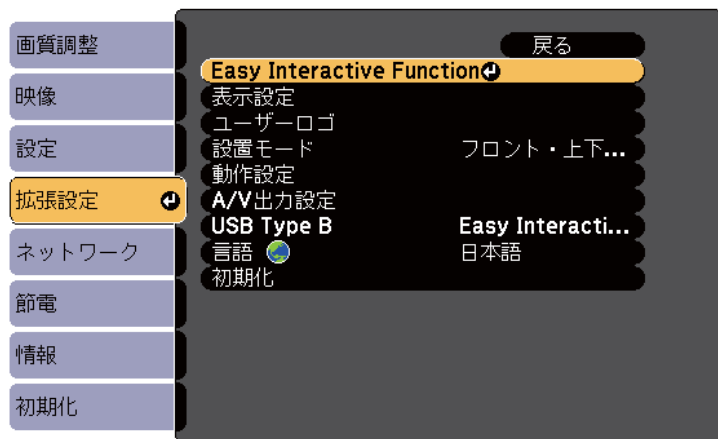 画質調整
映像
設定
拡張設定
ネットワーク
節電
情報
初期化
戻る
Easy Interactive Function
表示設定
ユーザーロゴ
設置モード フロント・上下...
動作設定
A/V出力設定
USB Type B Easy Interacti...
言語 日本語
初期化